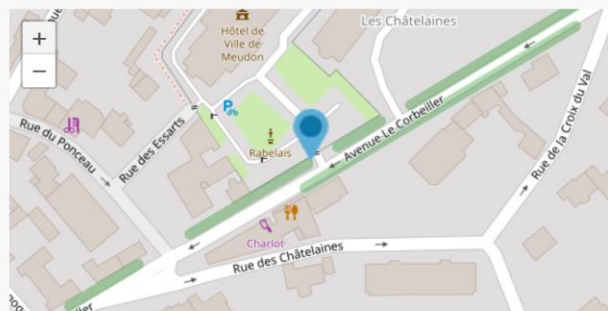 +
−
Hôtel de
Ville de
Meudon
Les Châtelaines
P
Rue du Ponceau
Rue des Essarts
Rabelais
Avenue Le Corbeiller
Rue de la Croix du Val
Charlot
Rue des Châtelaines